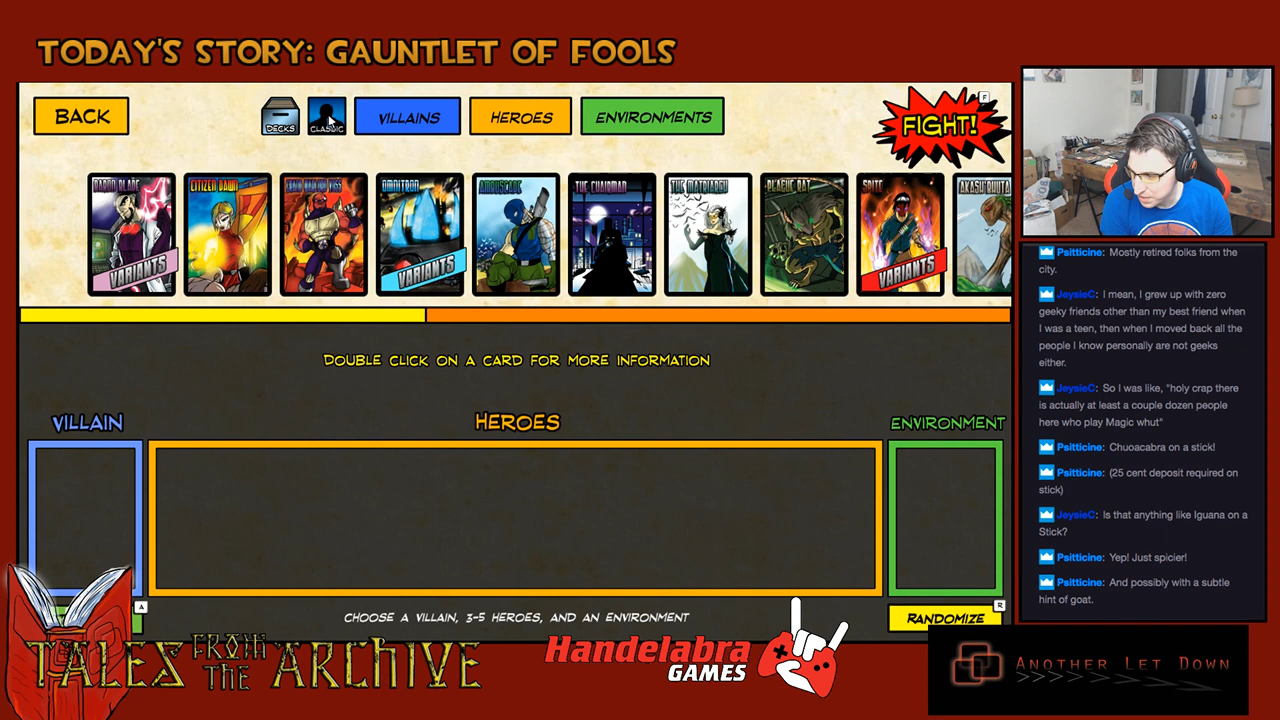 TODAY'S STORY: GAUNTLET OF FOOLS
BACK
DECKS
CLASSIC
VILLAINS
HEROES
ENVIRONMENTS
FIGHT!
F
BARON BLADE
VARIANTS
CITIZEN DAWN
OMNITRON
VARIANTS
AMBUSCADE
THE CHAIRMAN
THE MATRIARCH
PLAGUE RAT
SPITE
VARIANTS
AKASH'BHUTA
DOUBLE CLICK ON A CARD FOR MORE INFORMATION
VILLAIN
HEROES
ENVIRONMENT
A
CHOOSE A VILLAIN, 3-5 HEROES, AND AN ENVIRONMENT
R
RANDOMIZE
TALES FROM THE ARCHIVE
Handelabra
GAMES
ANOTHER LET DOWN
Psitticine: Mostly retired folks from the
city.
JeysieC: I mean, I grew up with zero
geeky friends other than my best friend when
I was a teen, then when I moved back all the
people I know personally are not geeks
either.
JeysieC: So I was like, "holy crap there
is actually at least a couple dozen people
here who play Magic whut"
Psitticine: Chuoacabra on a stick!
Psitticine: (25 cent deposit required on
stick)
JeysieC: Is that anything like Iguana on a
Stick?
Psitticine: Yep! Just spicier!
Psitticine: And possibly with a subtle
hint of goat.